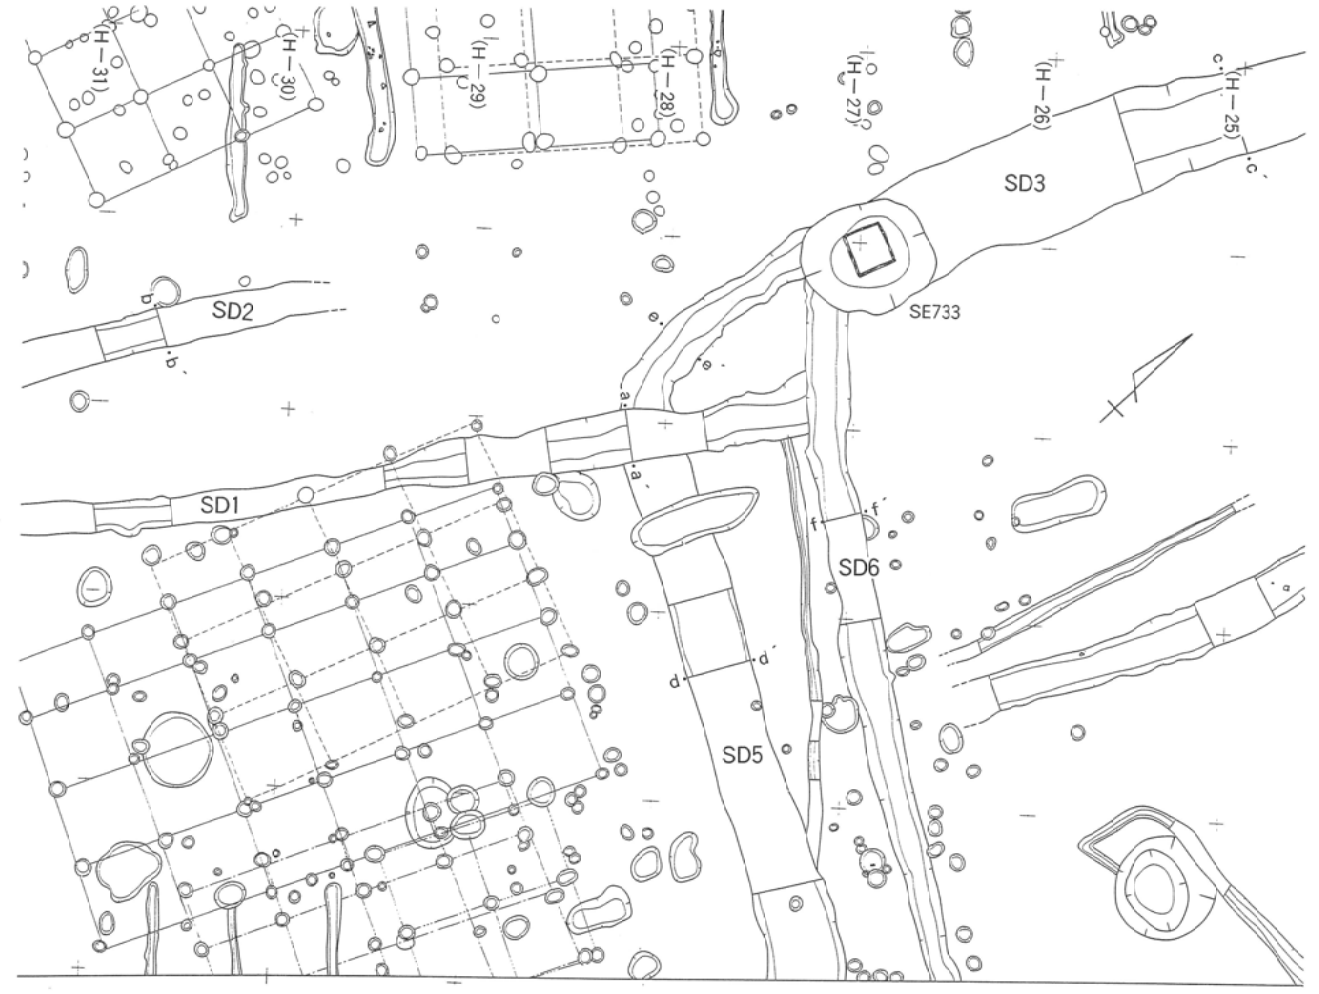 (H—31)
(H—30)
(H—29)
(H—28)
(H—27)
(H—26)
(H—25)
c
c´
SD3
SE733
b
SD2
b´
e
e´
a
a´
SD1
f
f´
SD6
d
d´
SD5